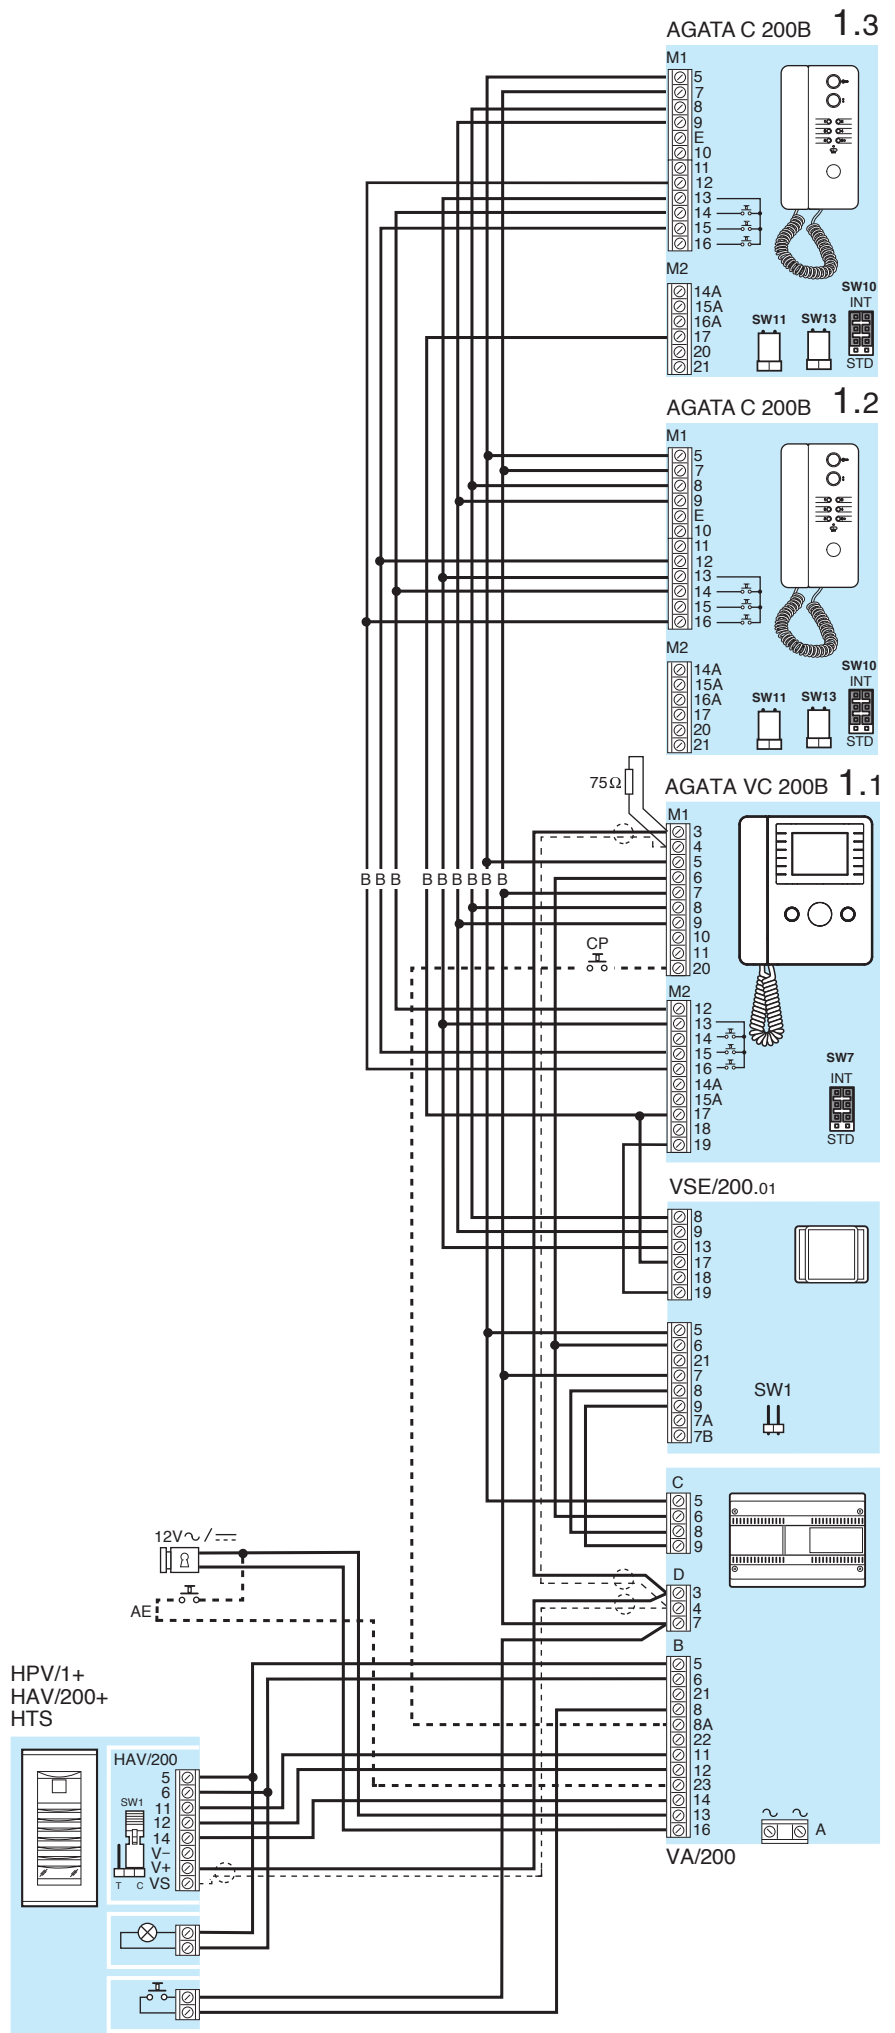 AGATA C 200B 1.3
M1
5
7
8
9
E
10
11
12
13
14
15
16
M2
14A
15A
16A
17
20
21
SW11
SW13
SW10
INT
STD
AGATA C 200B 1.2
M1
5
7
8
9
E
10
11
12
13
14
15
16
M2
14A
15A
16A
17
20
21
SW11
SW13
SW10
INT
STD
75Ω
AGATA VC 200B 1.1
M1
3
4
5
6
7
8
9
10
11
20
B B B B B B B B B
CP
M2
12
13
14
15
16
14A
15A
17
18
19
SW7
INT
STD
VSE/200.01
8
9
13
17
18
19
5
6
21
7
8
9
7A
7B
SW1
C
5
6
8
9
D
3
4
7
B
5
6
21
8
8A
22
11
12
23
14
13
16
A
VA/200
12V~/⎓
AE
HPV/1+
HAV/200+
HTS
HAV/200
5
6
11
12
14
V–
V+
VS
SW1
T C